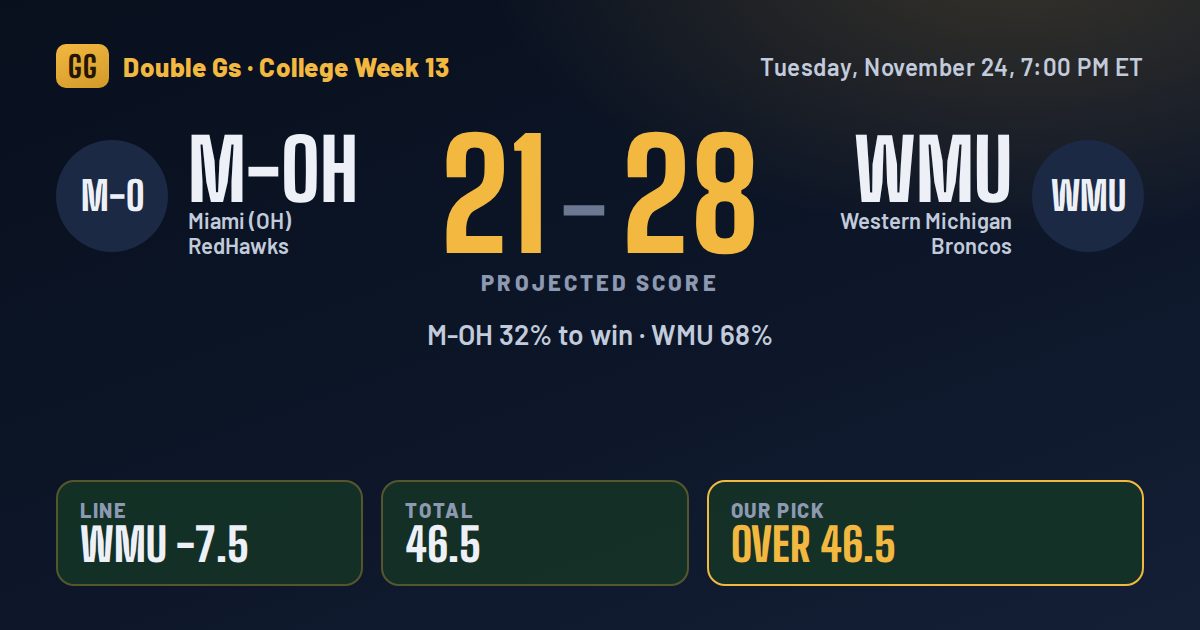 GG
Double Gs · College Week 13
Tuesday, November 24, 7:00 PM ET
M-O
M-OH
Miami (OH)
RedHawks
21 - 28
PROJECTED SCORE
M-OH 32% to win · WMU 68%
WMU
Western Michigan
Broncos
WMU
LINE
WMU -7.5
TOTAL
46.5
OUR PICK
OVER 46.5